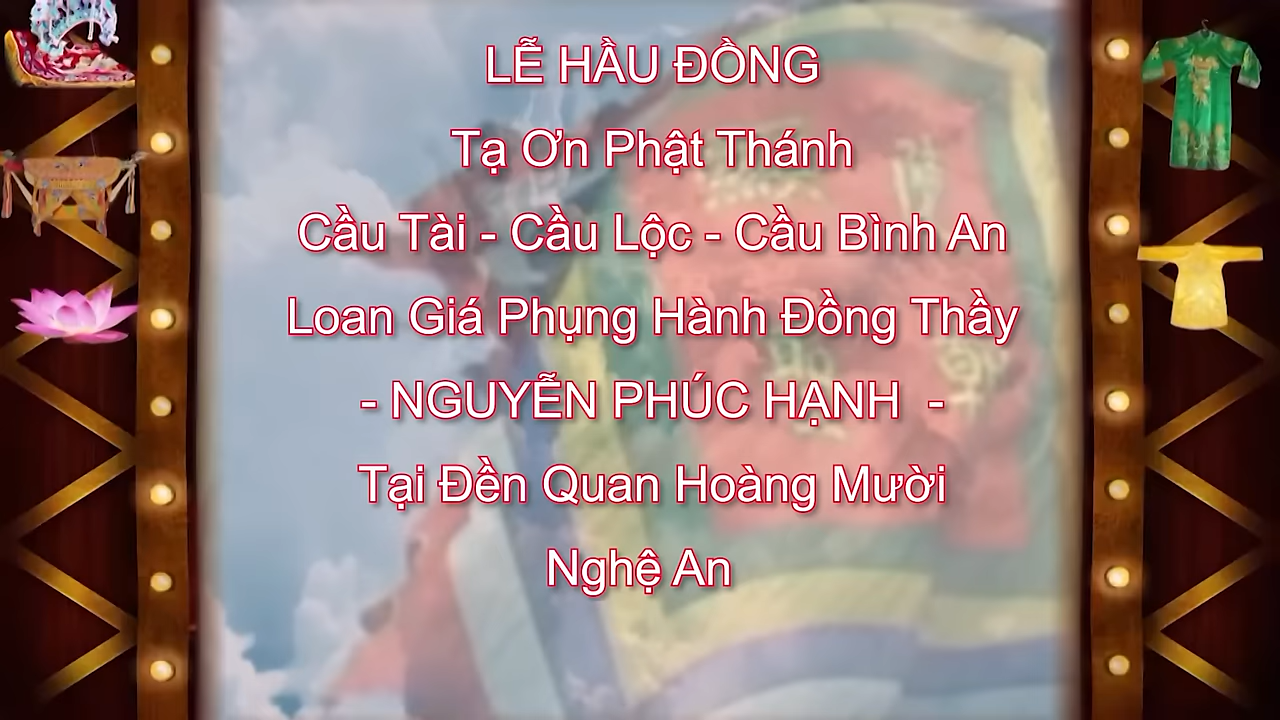 LỄ HẦU ĐỒNG
Tạ Ơn Phật Thánh
Cầu Tài - Cầu Lộc - Cầu Bình An
Loan Giá Phụng Hành Đồng Thầy
- NGUYỄN PHÚC HẠNH -
Tại Đền Quan Hoàng Mười
Nghệ An